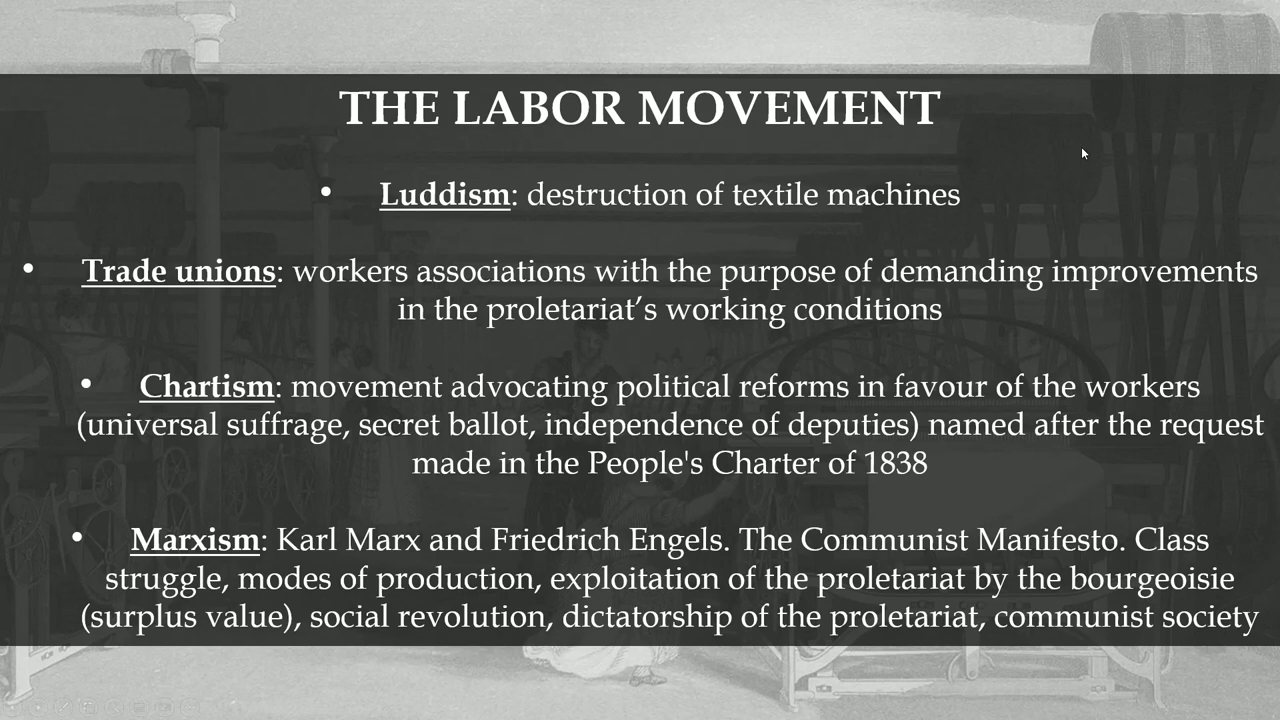 THE LABOR MOVEMENT
• Luddism: destruction of textile machines
• Trade unions: workers associations with the purpose of demanding improvements
in the proletariat’s working conditions
• Chartism: movement advocating political reforms in favour of the workers
(universal suffrage, secret ballot, independence of deputies) named after the request
made in the People's Charter of 1838
• Marxism: Karl Marx and Friedrich Engels. The Communist Manifesto. Class
struggle, modes of production, exploitation of the proletariat by the bourgeoisie
(surplus value), social revolution, dictatorship of the proletariat, communist society